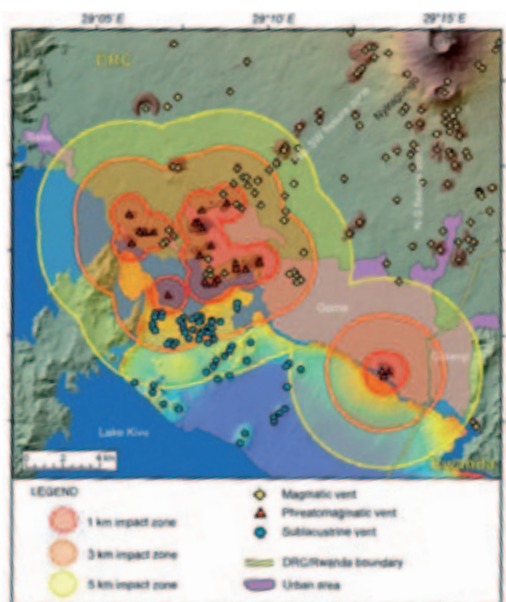 29°05'E 29°10'E 29°15'E
DRC
Nyiragongo
Goma
Lake Kivu
Rwanda
0 2 4 km
LEGEND
1 km impact zone
3 km impact zone
5 km impact zone
Magmatic vent
Phreatomagmatic vent
Sublacustrine vent
DRC/Rwanda boundary
Urban area